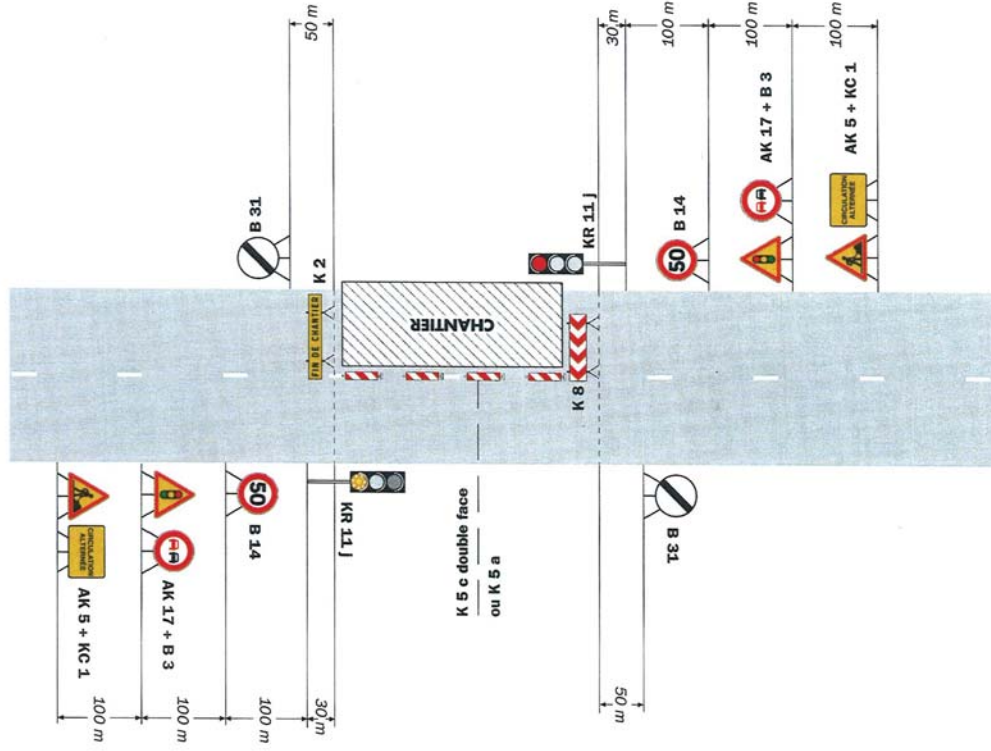 50 m
30 m
100 m
100 m
100 m
B 31
K 2
FIN DE CHANTIER
CHANTIER
KR 11 j
50
B 14
AK 17 + B 3
CIRCULATION
ALTERNÉE
AK 5 + KC 1
K 8
CIRCULATION
ALTERNÉE
AK 5 + KC 1
AK 17 + B 3
50
B 14
KR 11 j
K 5 c double face
ou K 5 a
B 31
100 m
100 m
100 m
30 m
50 m